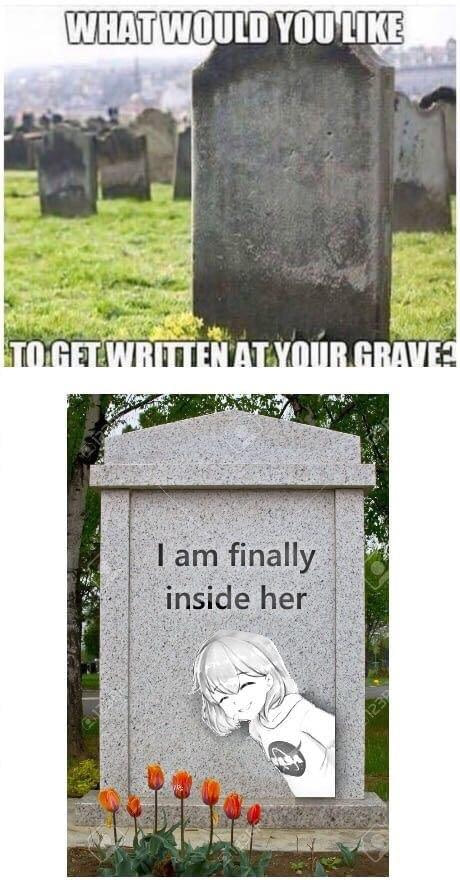 WHAT WOULD YOU LIKE
TO GET WRITTEN AT YOUR GRAVE?
I am finally
inside her